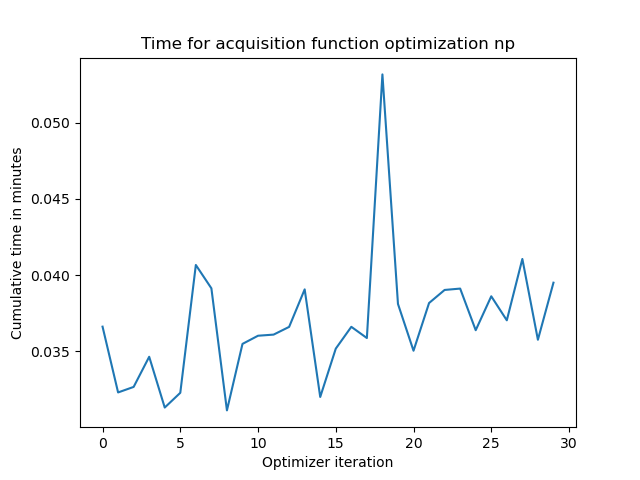 Time for acquisition function optimization np
Cumulative time in minutes
0.050
0.045
0.040
0.035
0 5 10 15 20 25 30
Optimizer iteration